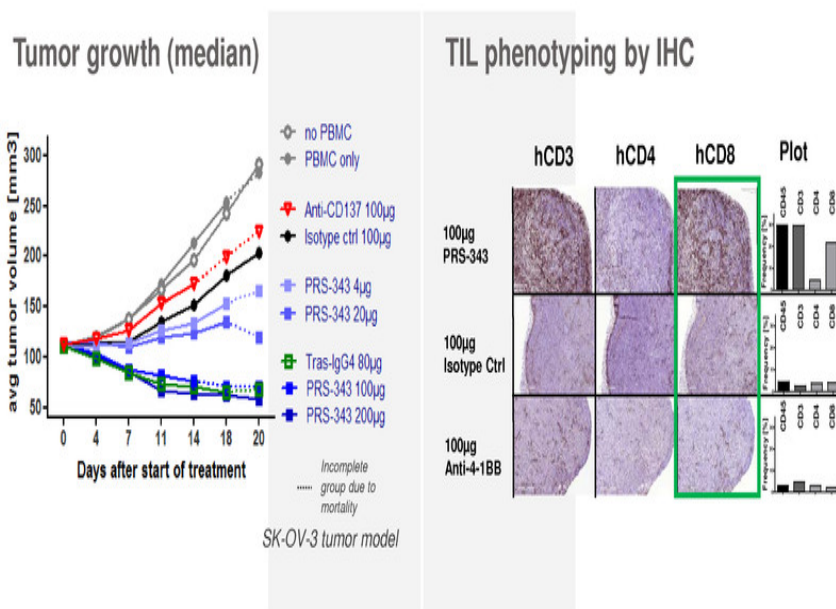 Tumor growth (median)
avg tumor volume [mm3]
300
250
200
150
100
50
0 4 7 11 14 18 20
Days after start of treatment
no PBMC
PBMC only
Anti-CD137 100µg
Isotype ctrl 100µg
PRS-343 4µg
PRS-343 20µg
Tras-IgG4 80µg
PRS-343 100µg
PRS-343 200µg
Incomplete
group due to
mortality
SK-OV-3 tumor model
TIL phenotyping by IHC
hCD3 hCD4 hCD8 Plot
100µg
PRS-343
100µg
Isotype Ctrl
100µg
Anti-4-1BB
CD45 CD3 CD4 CD8
Frequency [%]
CD45 CD3 CD4 CD8
Frequency [%]
CD45 CD3 CD4 CD8
Frequency [%]